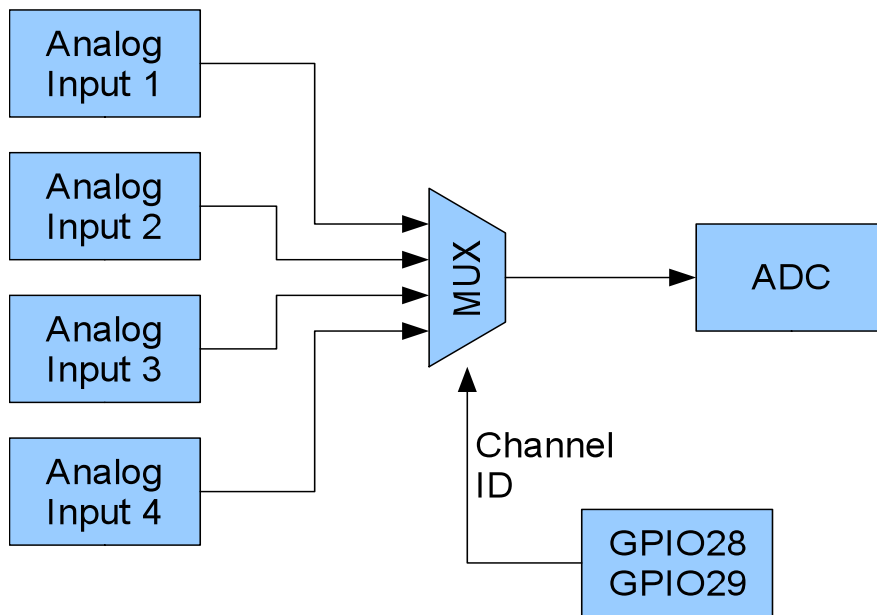 Analog
Input 1
Analog
Input 2
Analog
Input 3
Analog
Input 4
MUX
ADC
Channel
ID
GPIO28
GPIO29